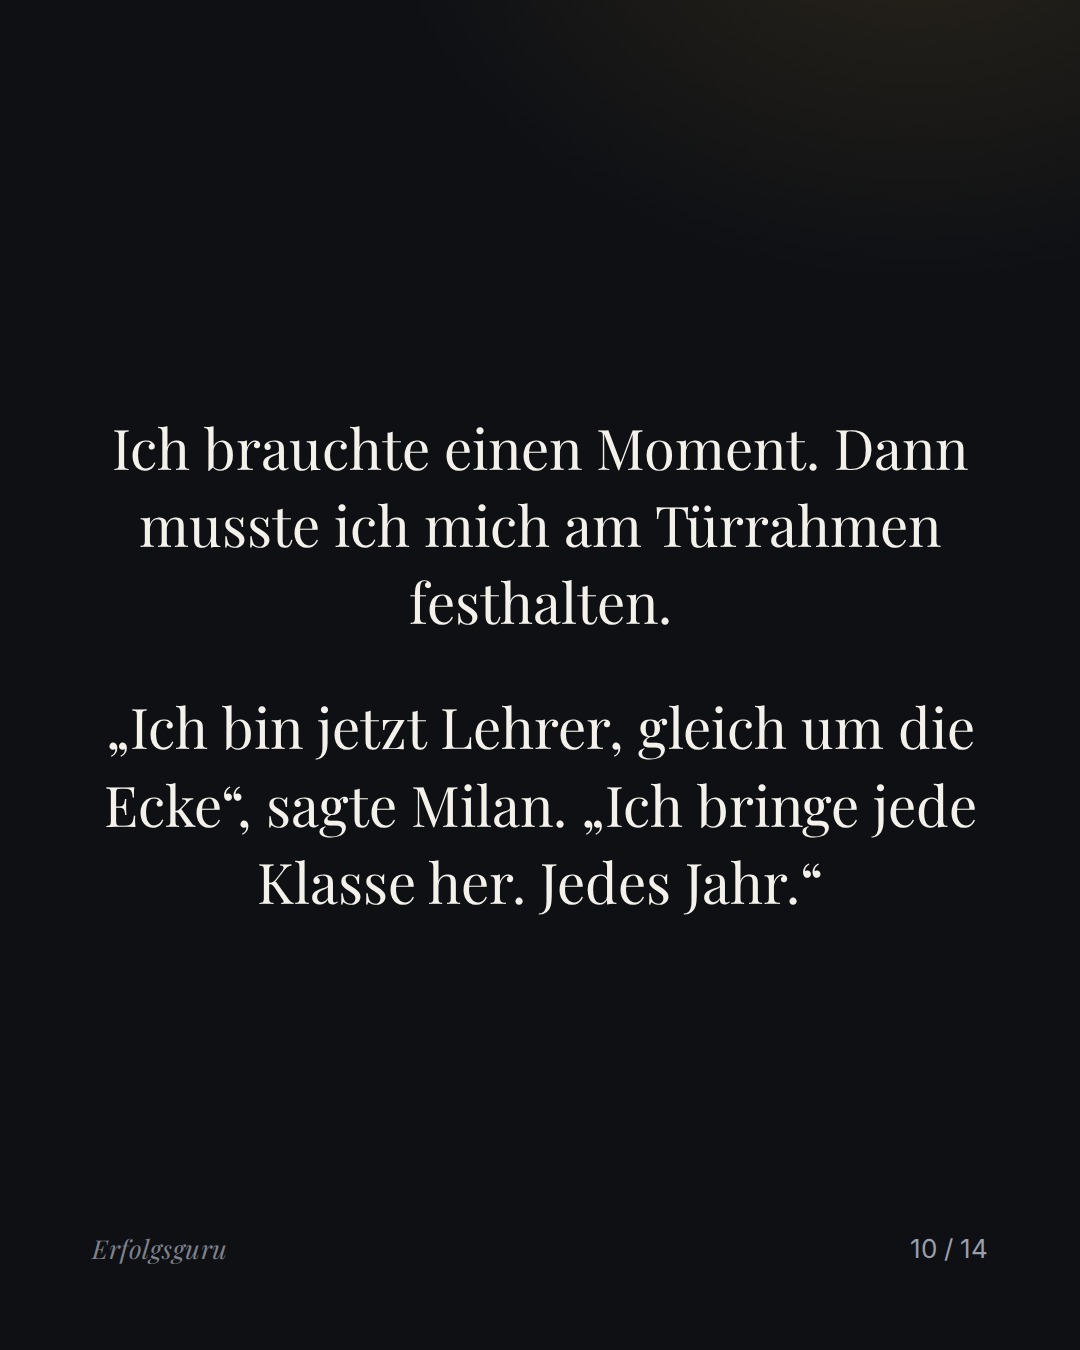 Ich brauchte einen Moment. Dann
musste ich mich am Türrahmen
festhalten.
„Ich bin jetzt Lehrer, gleich um die
Ecke“, sagte Milan. „Ich bringe jede
Klasse her. Jedes Jahr.“
Erfolgsguru
10 / 14